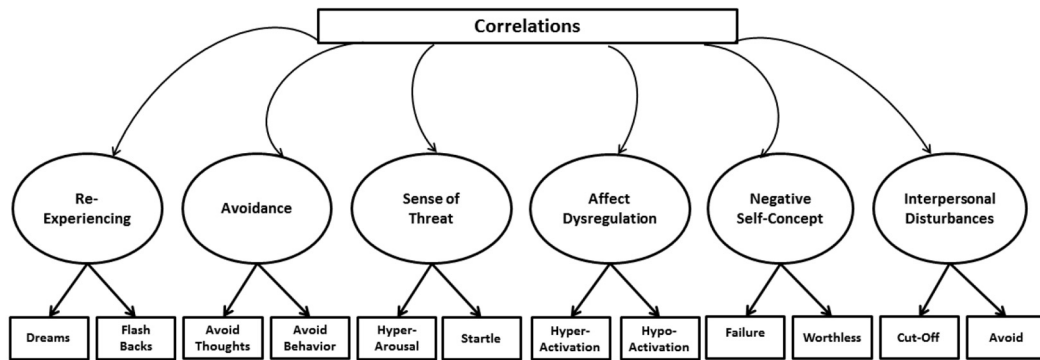 Correlations
Re-
Experiencing
Avoidance
Sense of
Threat
Affect
Dysregulation
Negative
Self-Concept
Interpersonal
Disturbances
Dreams
Flash
Backs
Avoid
Thoughts
Avoid
Behavior
Hyper-
Arousal
Startle
Hyper-
Activation
Hypo-
Activation
Failure
Worthless
Cut-Off
Avoid